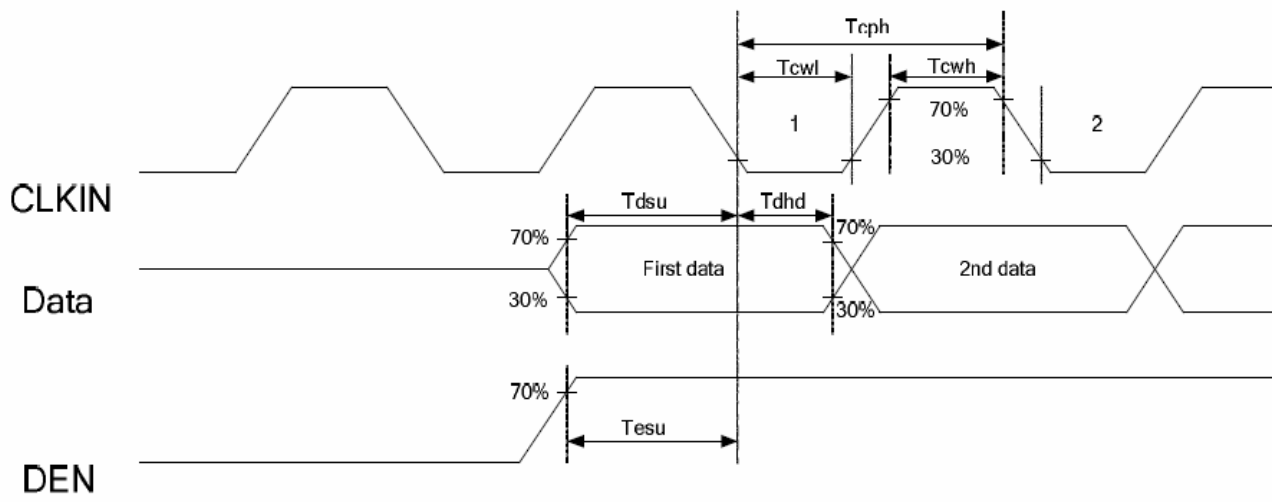 Tcph
Tcwl
Tcwh
1
70%
2
30%
CLKIN
Tdsu
Tdhd
70%
70%
First data
2nd data
30%
30%
Data
70%
Tesu
DEN